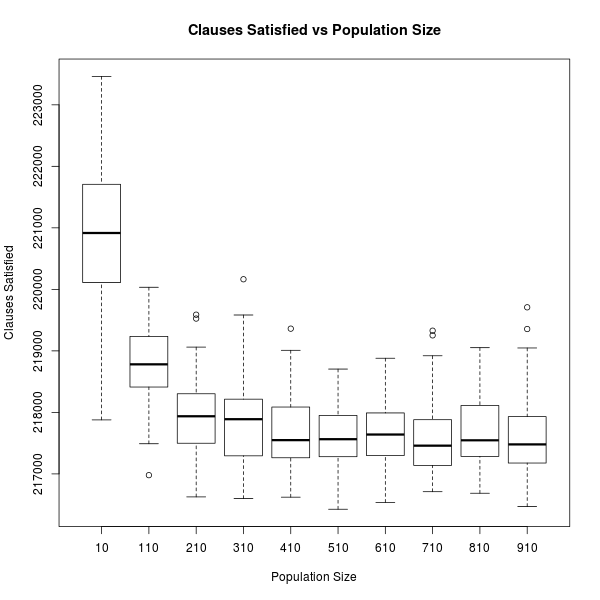 Clauses Satisfied vs Population Size
Clauses Satisfied
223000
222000
221000
220000
219000
218000
217000
10 110 210 310 410 510 610 710 810 910
Population Size